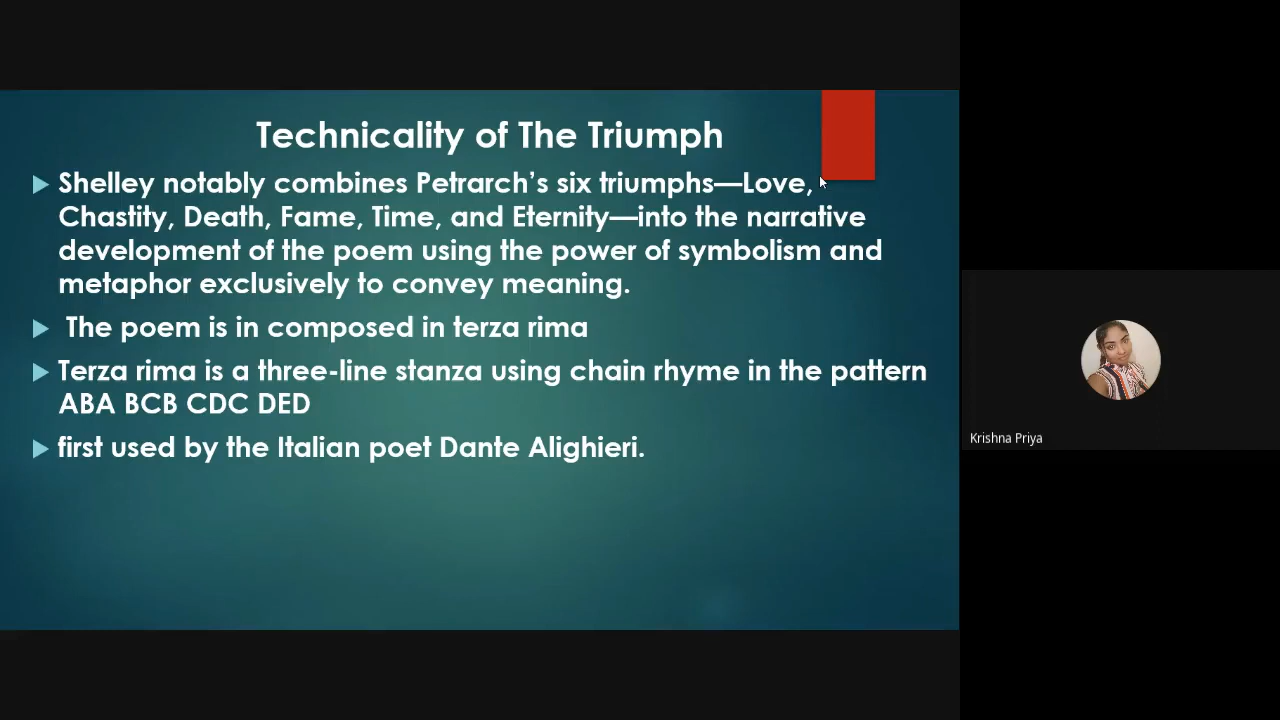 Technicality of The Triumph
Shelley notably combines Petrarch’s six triumphs—Love,
Chastity, Death, Fame, Time, and Eternity—into the narrative
development of the poem using the power of symbolism and
metaphor exclusively to convey meaning.
The poem is in composed in terza rima
Terza rima is a three-line stanza using chain rhyme in the pattern
ABA BCB CDC DED
first used by the Italian poet Dante Alighieri.
Krishna Priya